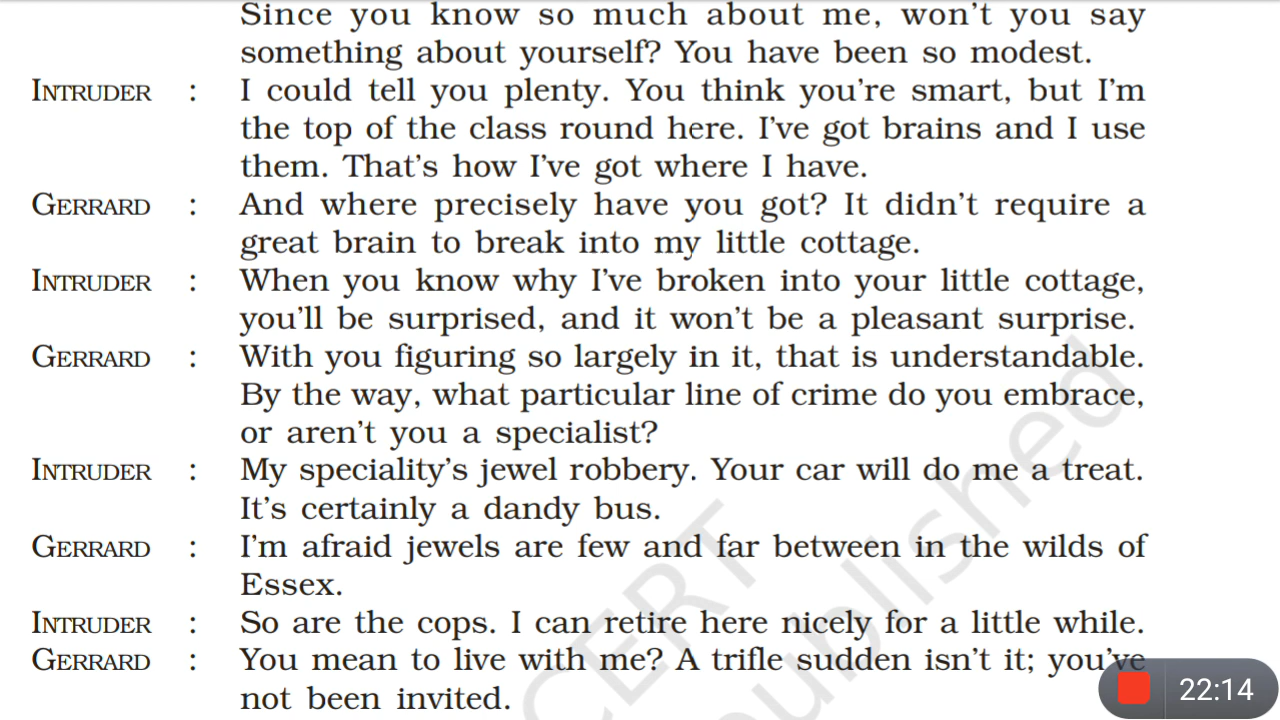 Since you know so much about me, won't you say
something about yourself? You have been so modest.
INTRUDER : I could tell you plenty. You think you're smart, but I'm
the top of the class round here. I've got brains and I use
them. That's how I've got where I have.
GERRARD : And where precisely have you got? It didn't require a
great brain to break into my little cottage.
INTRUDER : When you know why I've broken into your little cottage,
you'll be surprised, and it won't be a pleasant surprise.
GERRARD : With you figuring so largely in it, that is understandable.
By the way, what particular line of crime do you embrace,
or aren't you a specialist?
INTRUDER : My speciality's jewel robbery. Your car will do me a treat.
It's certainly a dandy bus.
GERRARD : I'm afraid jewels are few and far between in the wilds of
Essex.
INTRUDER : So are the cops. I can retire here nicely for a little while.
GERRARD : You mean to live with me? A trifle sudden isn't it; you've
not been invited.
22:14